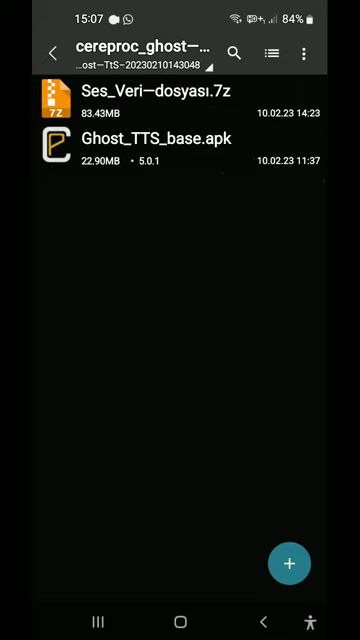 15:07 84%
cereproc_ghost—...
...ost—TtS—20230210143048
Ses_Veri—dosyası.7z
7Z
83.43MB 10.02.23 14:23
Ghost_TTS_base.apk
22.90MB • 5.0.1 10.02.23 11:37